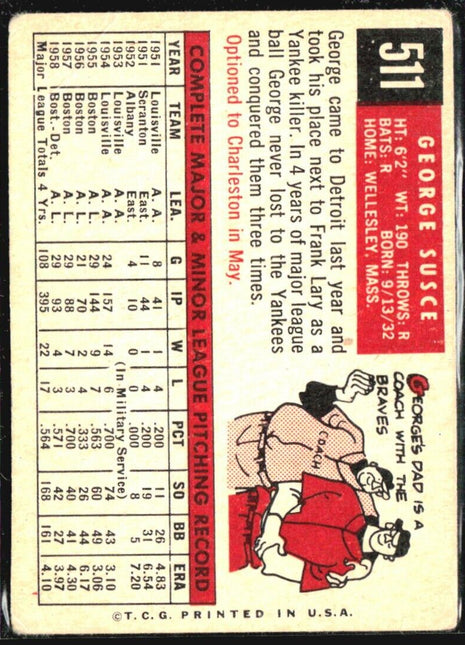 511
GEORGE SUSCE
HT: 6'2" WT: 190 THROWS: R
BATS: R BORN: 9/13/32
HOME: WELLESLEY, MASS.
George came to Detroit last year and
took his place next to Frank Lary as a
Yankee killer. In 4 years of major league
ball George never lost to the Yankees
and conquered them three times.
Optioned to Charleston in May.
GEORGE'S DAD IS A
COACH WITH THE
BRAVES
COACH
COMPLETE MAJOR & MINOR LEAGUE PITCHING RECORD
YEAR TEAM LEA. G IP W L PCT SO BB ERA
1951 Louisville A. A. 8 41 1 4 .200 19 26 4.83
1951 Scranton East. 11 44 1 4 .200 11 31 6.54
1952 Albany East. 4 10 0 0 .000 8 5 7.20
1953 Louisville A. A. (In Military Service)
1954 Louisville A. A. 24 157 14 6 .700 74 43 3.10
1955 Boston A. L. 29 144 9 7 .563 60 49 3.06
1956 Boston A. L. 21 70 2 4 .333 26 44 6.17
1957 Boston A. L. 29 88 7 3 .700 40 41 4.30
1958 Bost.-Det. A. L. 29 93 4 3 .571 42 27 3.97
Major League Totals 4 Yrs. 108 395 22 17 .564 168 161 4.10
©T.C.G. PRINTED IN U.S.A.